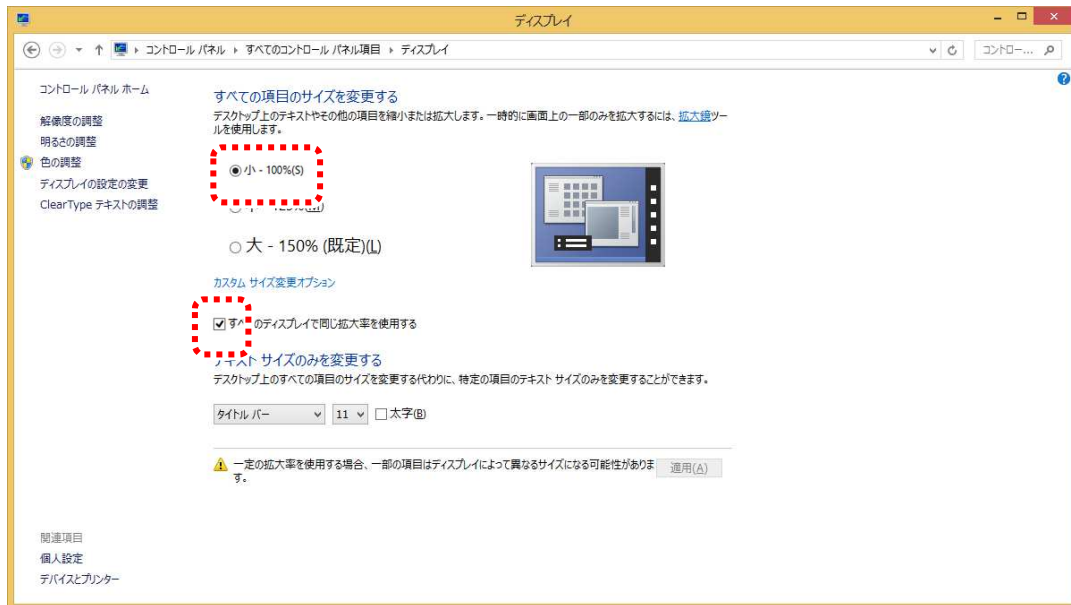 ディスプレイ
コントロール パネル ▸ すべてのコントロール パネル項目 ▸ ディスプレイ
コントロー...
コントロール パネル ホーム
解像度の調整
明るさの調整
色の調整
ディスプレイの設定の変更
ClearType テキストの調整
すべての項目のサイズを変更する
デスクトップ上のテキストやその他の項目を縮小または拡大します。一時的に画面上の一部のみを拡大するには、拡大鏡ツー
ルを使用します。
小 - 100%(S)
大 - 150% (既定)(L)
カスタム サイズ変更オプション
のディスプレイで同じ拡大率を使用する
テキスト サイズのみを変更する
デスクトップ上のすべての項目のサイズを変更する代わりに、特定の項目のテキスト サイズのみを変更することができます。
タイトル バー 11 太字(B)
一定の拡大率を使用する場合、一部の項目はディスプレイによって異なるサイズになる可能性がありま
す。
適用(A)
関連項目
個人設定
デバイスとプリンター